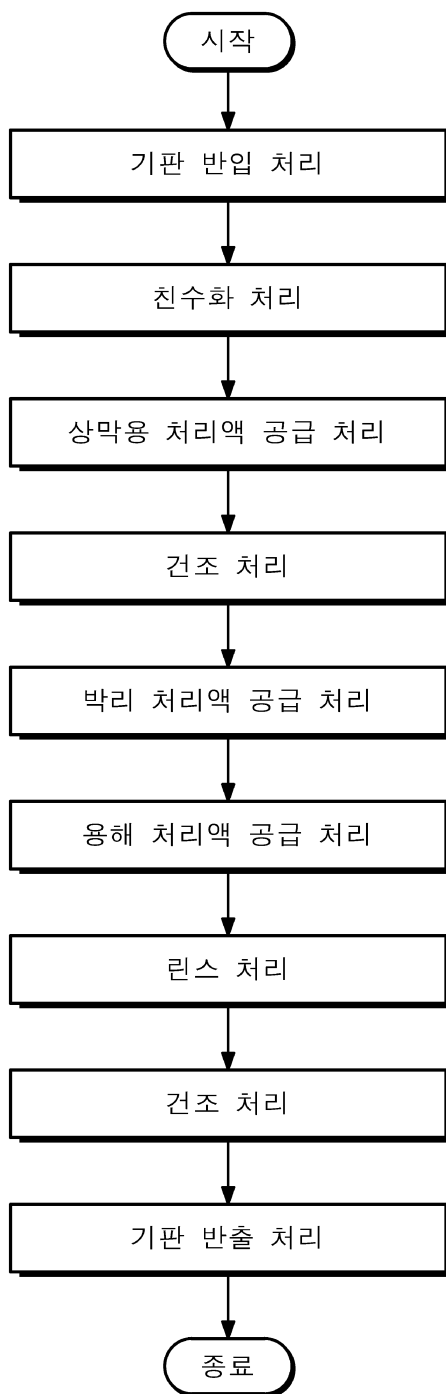 시작
기판 반입 처리
친수화 처리
상막용 처리액 공급 처리
건조 처리
박리 처리액 공급 처리
용해 처리액 공급 처리
린스 처리
건조 처리
기판 반출 처리
종료